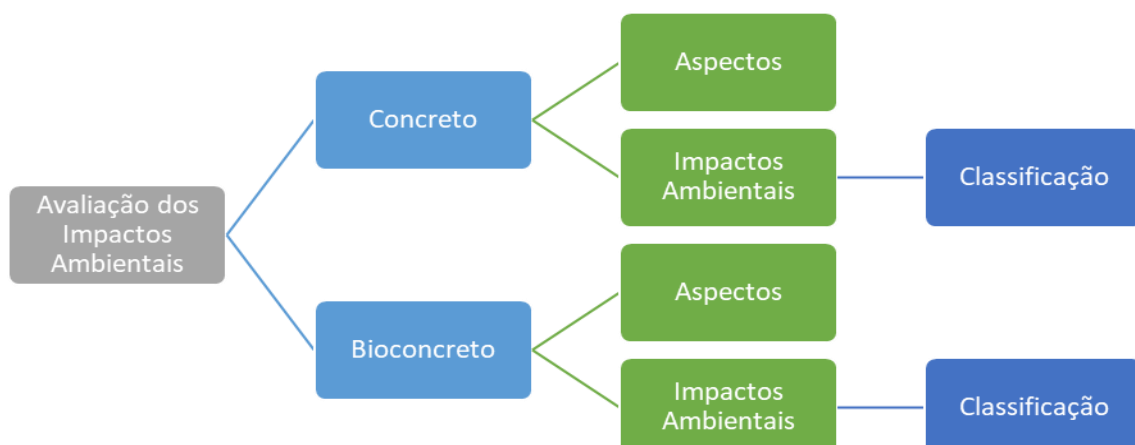 Avaliação dos
Impactos
Ambientais
Concreto
Aspectos
Impactos
Ambientais
Classificação
Bioconcreto
Aspectos
Impactos
Ambientais
Classificação